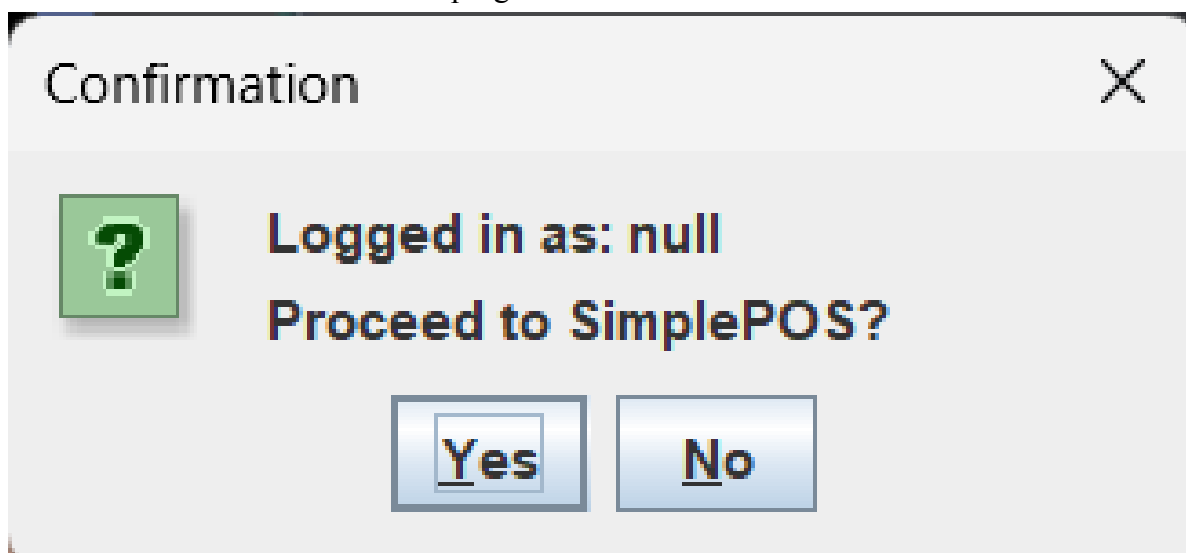 Confirmation
?
Logged in as: null
Proceed to SimplePOS?
Yes No